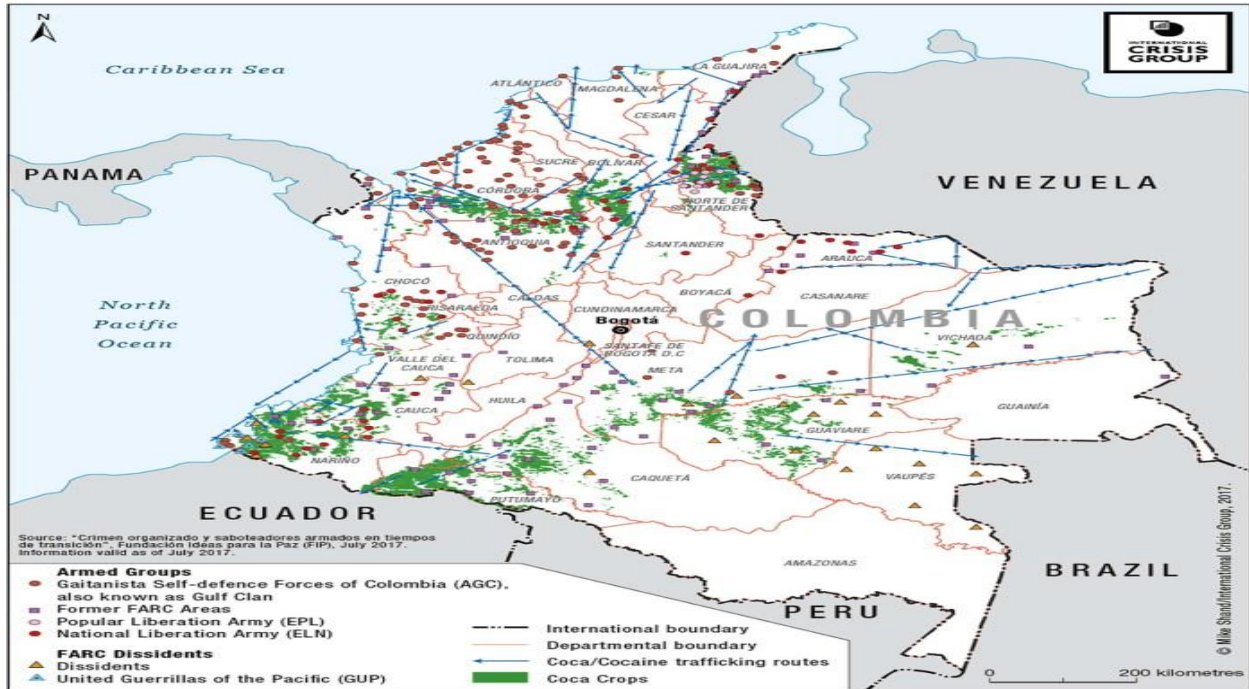 N
Caribbean Sea
INTERNATIONAL
CRISIS
GROUP
LA GUAJIRA
ATLÁNTICO
MAGDALENA
CESAR
PANAMA
SUCRE
BOLÍVAR
VENEZUELA
CÓRDOBA
NORTE DE
SANTANDER
ANTIOQUIA
SANTANDER
ARAUCA
North
Pacific
Ocean
CHOCÓ
BOYACÁ
CASANARE
CALDAS
RISARALDA
CUNDINAMARCA
Bogotá
COLOMBIA
QUINDÍO
SANTAFE DE
BOGOTÁ D.C
VICHADA
VALLE DEL
CAUCA
TOLIMA
META
HUILA
CAUCA
GUAINÍA
GUAVIARE
NARIÑO
CAQUETÁ
VAUPÉS
PUTUMAYO
ECUADOR
AMAZONAS
BRAZIL
PERU
Source: "Crimen organizado y saboteadores armados en tiempos
de transición", Fundación Ideas para la Paz (FIP), July 2017.
Information valid as of July 2017.
Armed Groups
Gaitanista Self-defence Forces of Colombia (AGC),
also known as Gulf Clan
Former FARC Areas
Popular Liberation Army (EPL)
National Liberation Army (ELN)
FARC Dissidents
Dissidents
United Guerrillas of the Pacific (GUP)
International boundary
Departmental boundary
Coca/Cocaine trafficking routes
Coca Crops
0 200 kilometres
© Mike Shand/International Crisis Group, 2017.